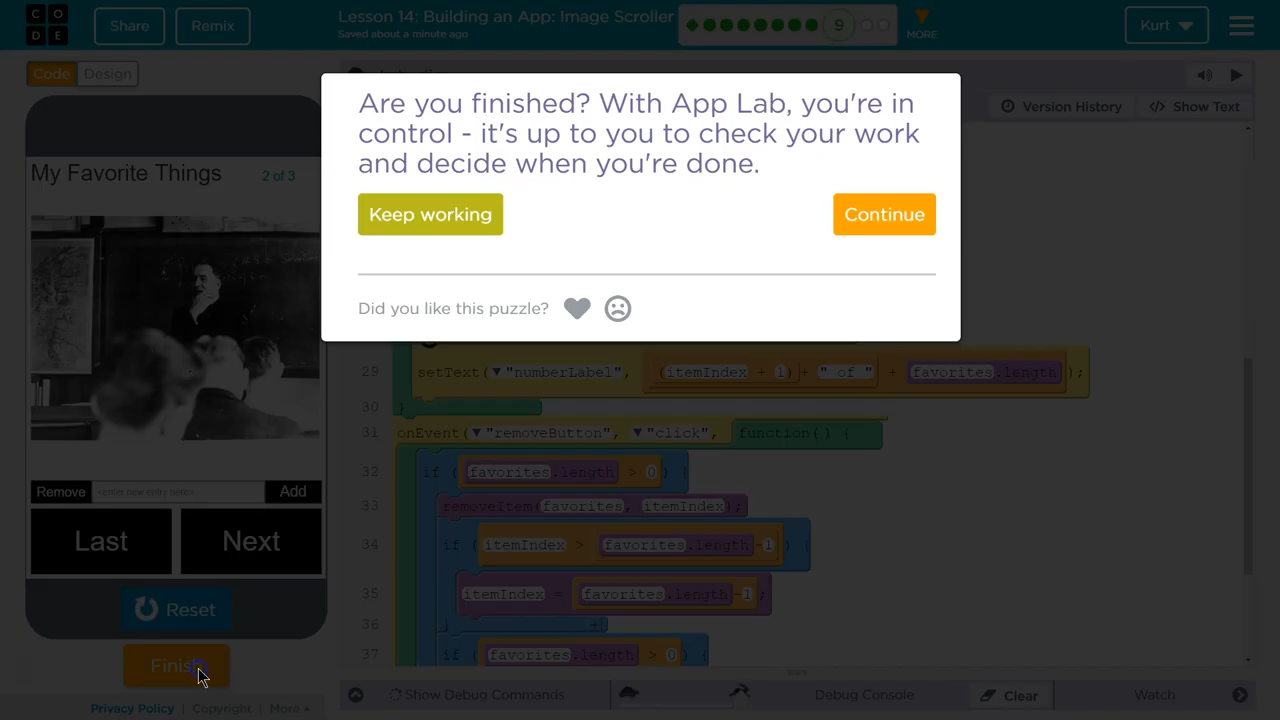 CODE
Share
Remix
Lesson 14: Building an App: Image Scroller
Saved about a minute ago
9
MORE
Kurt
Code
Design
Version History
</> Show Text
Are you finished? With App Lab, you're in
control - it's up to you to check your work
and decide when you're done.
Keep working
Continue
Did you like this puzzle?
My Favorite Things
2 of 3
Remove
<enter new entry here>
Add
Last
Next
Reset
Finish
29 setText( ▼"numberLabel", (itemIndex + 1) + " of " + favorites.length );
30 }
31 onEvent( ▼"removeButton", ▼"click", function() {
32 if ( favorites.length > 0 ) {
33 removeItem(favorites, itemIndex);
34 if ( itemIndex > favorites.length -1 ) {
35 itemIndex = favorites.length -1 ;
36 }
37 if ( favorites.length > 0 ) {
Show Debug Commands
Debug Console
Clear
Watch
Privacy Policy | Copyright | More ▴